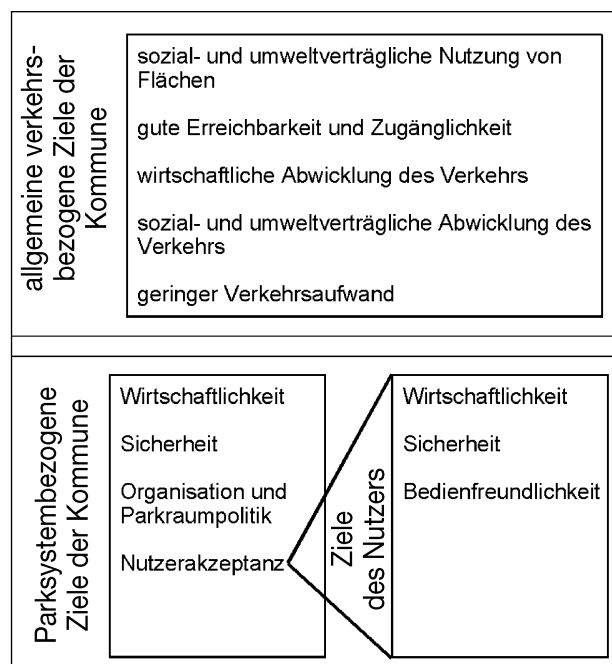 allgemeine verkehrs-
bezogene Ziele der
Kommune
sozial- und umweltverträgliche Nutzung von
Flächen
gute Erreichbarkeit und Zugänglichkeit
wirtschaftliche Abwicklung des Verkehrs
sozial- und umweltverträgliche Abwicklung des
Verkehrs
geringer Verkehrsaufwand
Parksystembezogene
Ziele der Kommune
Wirtschaftlichkeit
Sicherheit
Organisation und
Parkraumpolitik
Nutzerakzeptanz
Ziele
des Nutzers
Wirtschaftlichkeit
Sicherheit
Bedienfreundlichkeit